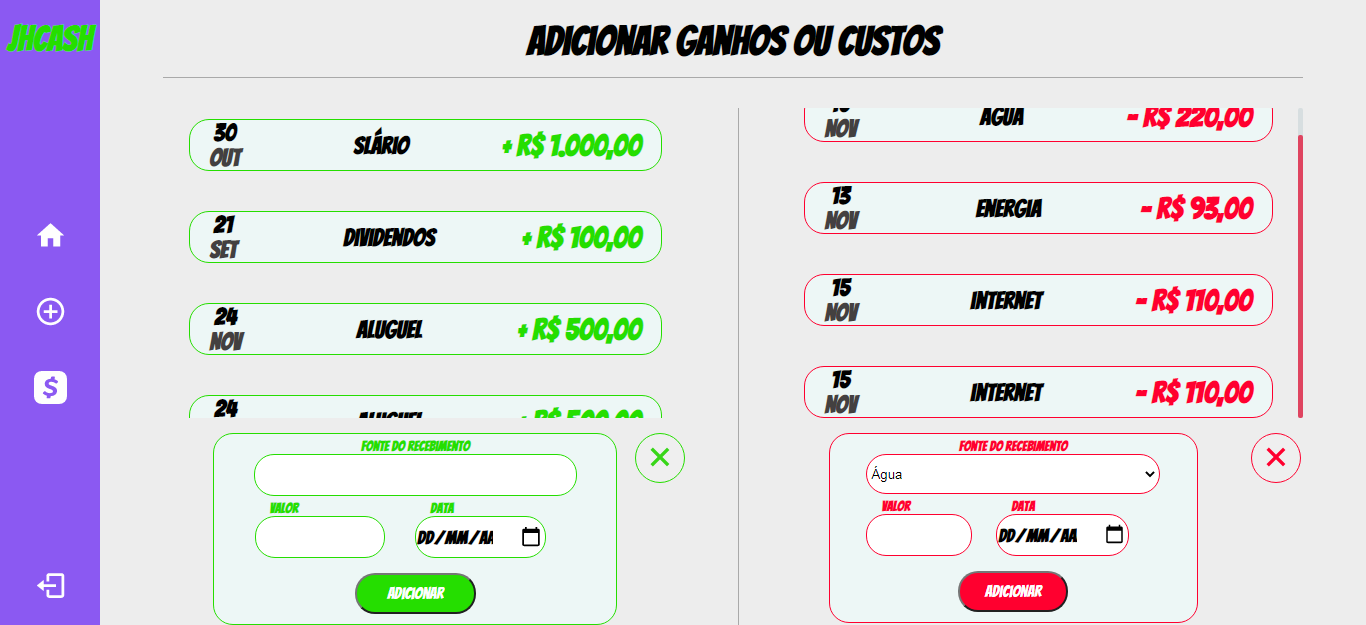 JHCASH
ADICIONAR GANHOS OU CUSTOS
30
OUT
SLÁRIO
+ R$ 1.000,00
21
SET
DIVIDENDOS
+ R$ 100,00
24
NOV
ALUGUEL
+ R$ 500,00
24
ALUGUEL
+ R$ 500,00
FONTE DO RECEBIMENTO
VALOR
DATA
DD/MM/AA
ADICIONAR
NOV
ÁGUA
- R$ 220,00
13
NOV
ENERGIA
- R$ 93,00
15
NOV
INTERNET
- R$ 110,00
15
NOV
INTERNET
- R$ 110,00
FONTE DO RECEBIMENTO
Água
VALOR
DATA
DD/MM/AA
ADICIONAR